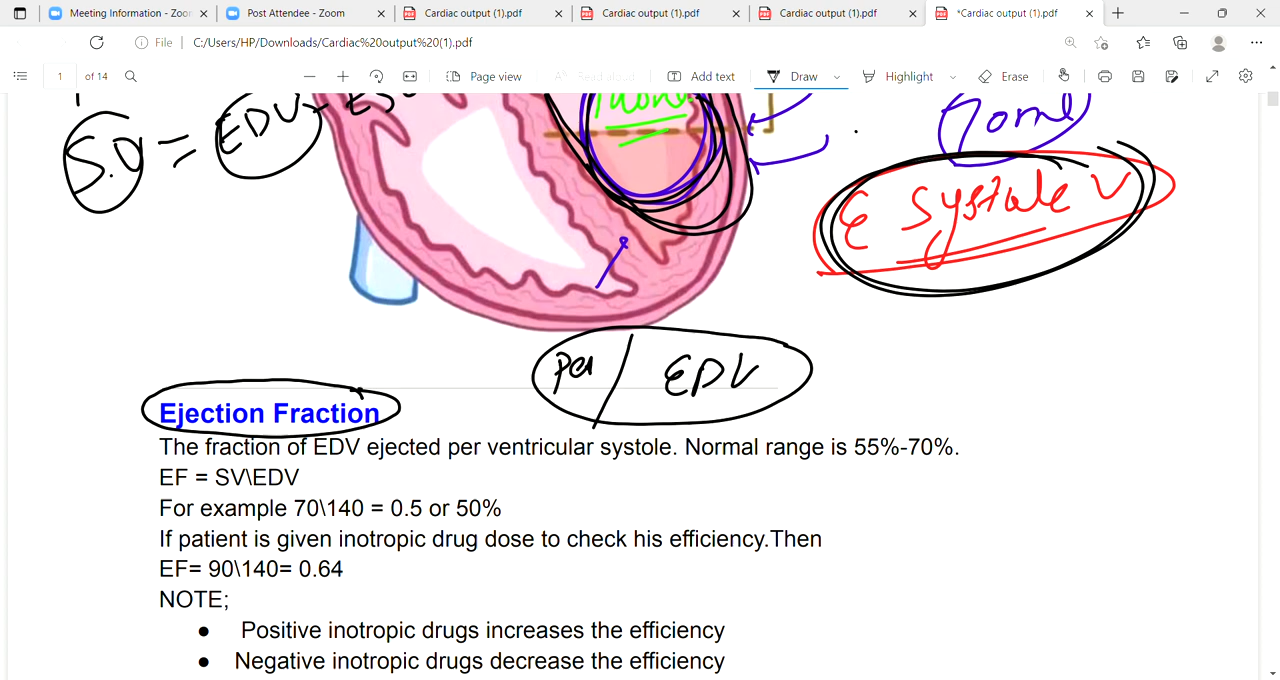 Meeting Information - Zoor
Post Attendee - Zoom
Cardiac output (1).pdf
Cardiac output (1).pdf
Cardiac output (1).pdf
*Cardiac output (1).pdf
File
C:/Users/HP/Downloads/Cardiac%20output%20(1).pdf
1 of 14
Page view
Read aloud
Add text
Draw
Highlight
Erase
S.V = EDV - ESV
70ml
E Systole V
EDV
Ejection Fraction
The fraction of EDV ejected per ventricular systole. Normal range is 55%-70%.
EF = SV\EDV
For example 70\140 = 0.5 or 50%
If patient is given inotropic drug dose to check his efficiency.Then
EF= 90\140= 0.64
NOTE;
● Positive inotropic drugs increases the efficiency
● Negative inotropic drugs decrease the efficiency